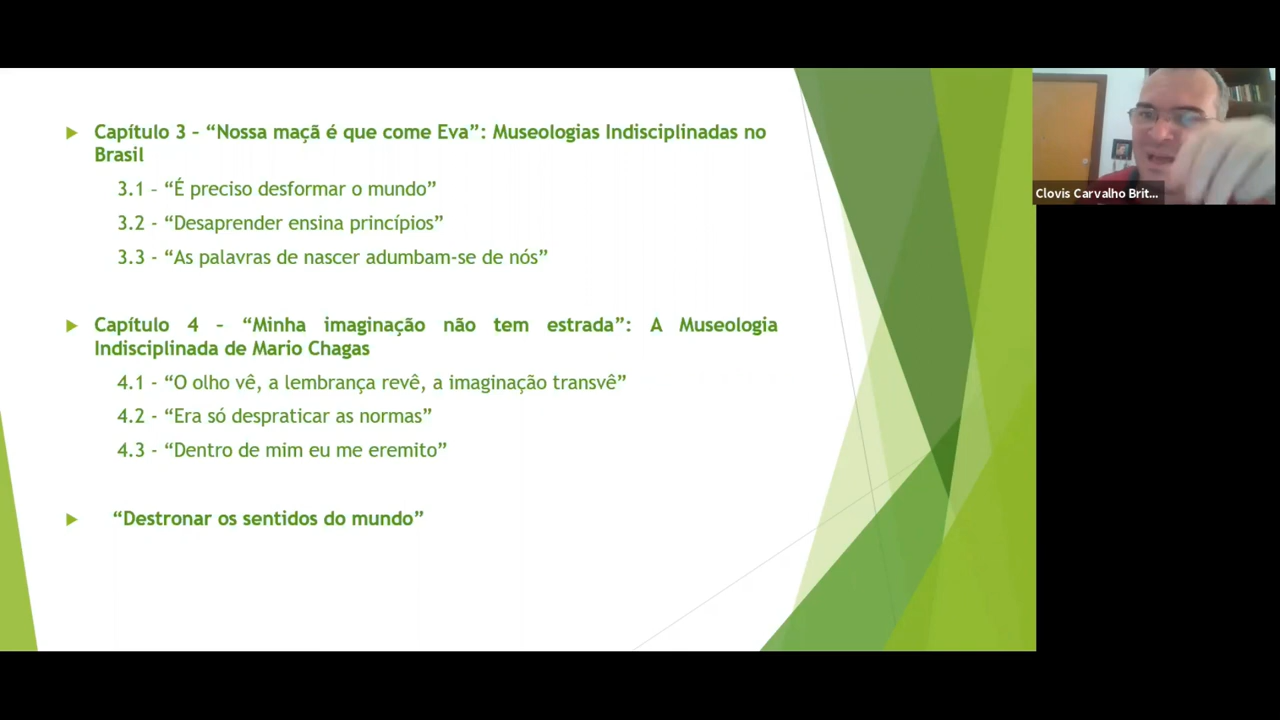 Capítulo 3 – “Nossa maçã é que come Eva”: Museologias Indisciplinadas no
Brasil
3.1 – “É preciso desformar o mundo”
3.2 - “Desaprender ensina princípios”
3.3 - “As palavras de nascer adumbam-se de nós”
Capítulo 4 – “Minha imaginação não tem estrada”: A Museologia
Indisciplinada de Mario Chagas
4.1 - “O olho vê, a lembrança revê, a imaginação transvê”
4.2 - “Era só despraticar as normas”
4.3 - “Dentro de mim eu me eremito”
“Destronar os sentidos do mundo”
Clovis Carvalho Brit...